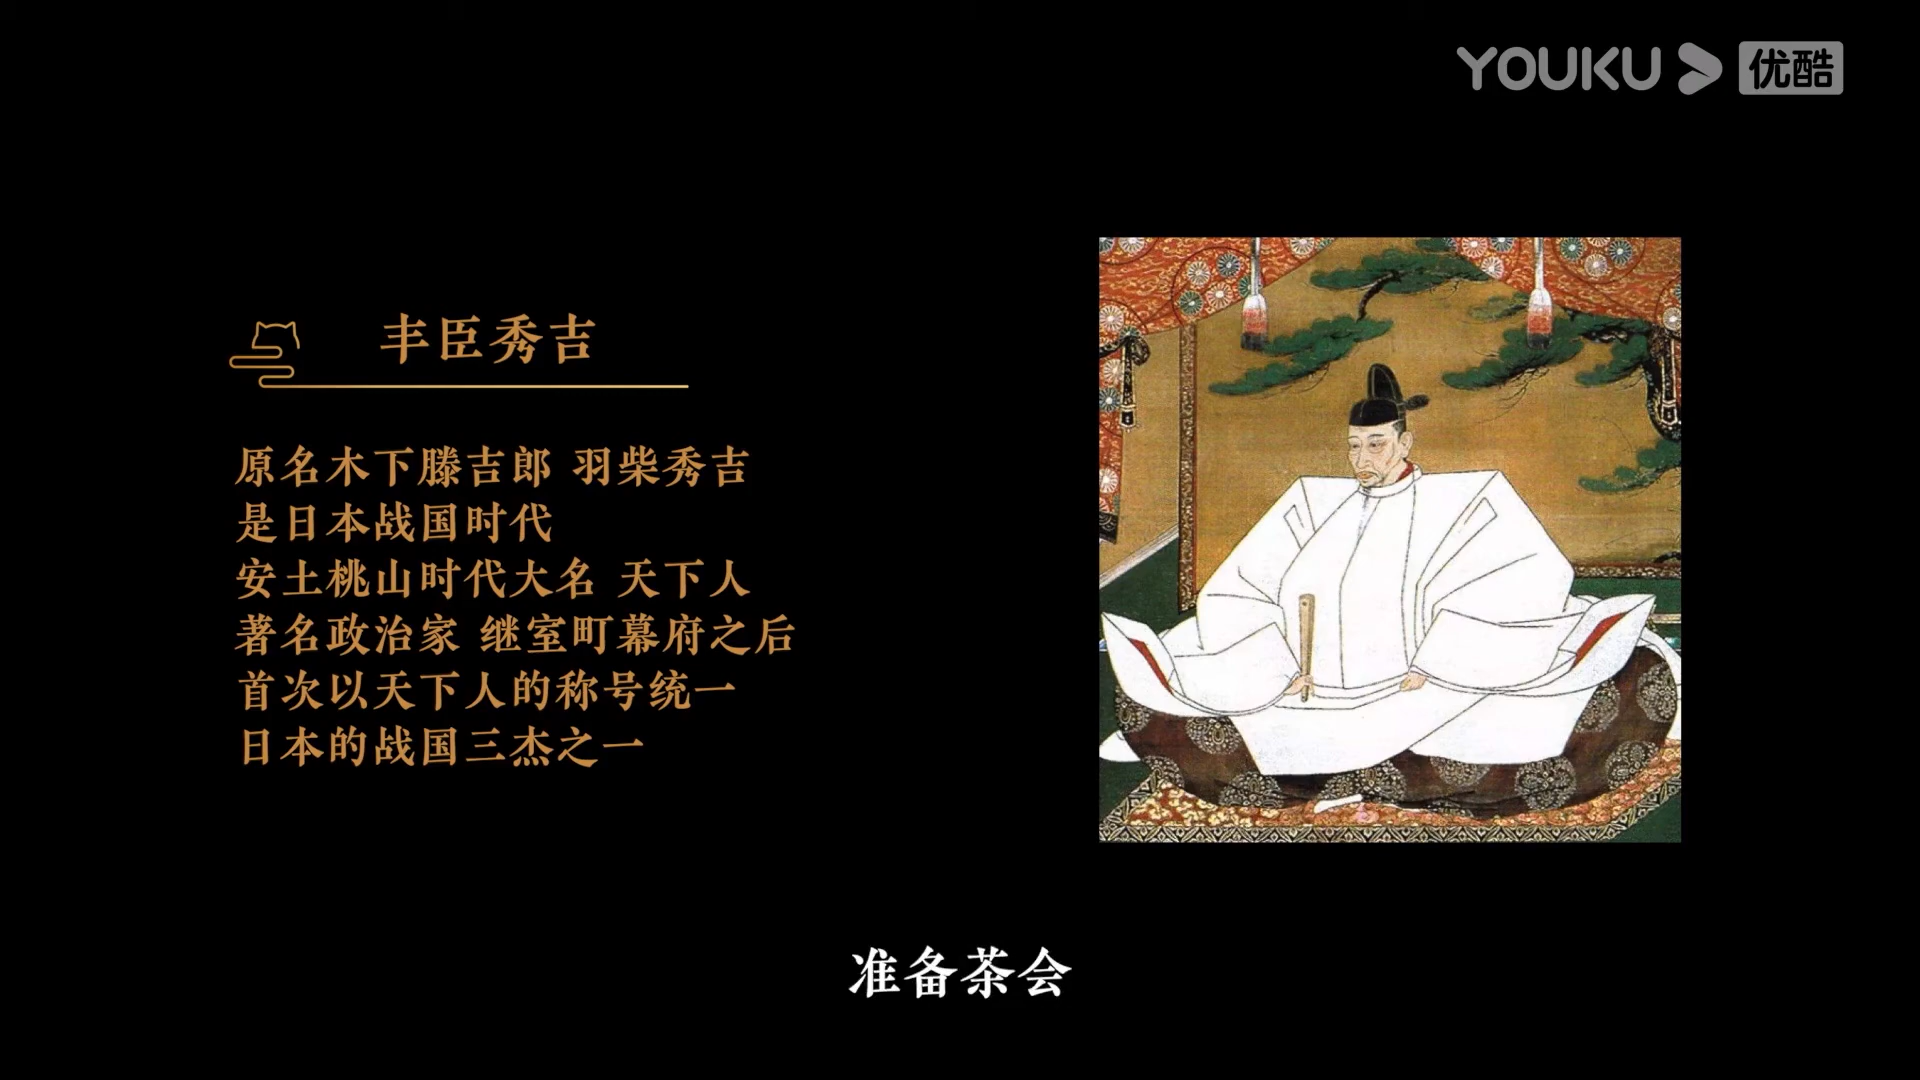 YOUKU 优酷
丰臣秀吉
原名木下滕吉郎 羽柴秀吉
是日本战国时代
安土桃山时代大名 天下人
著名政治家 继室町幕府之后
首次以天下人的称号统一
日本的战国三杰之一
准备茶会